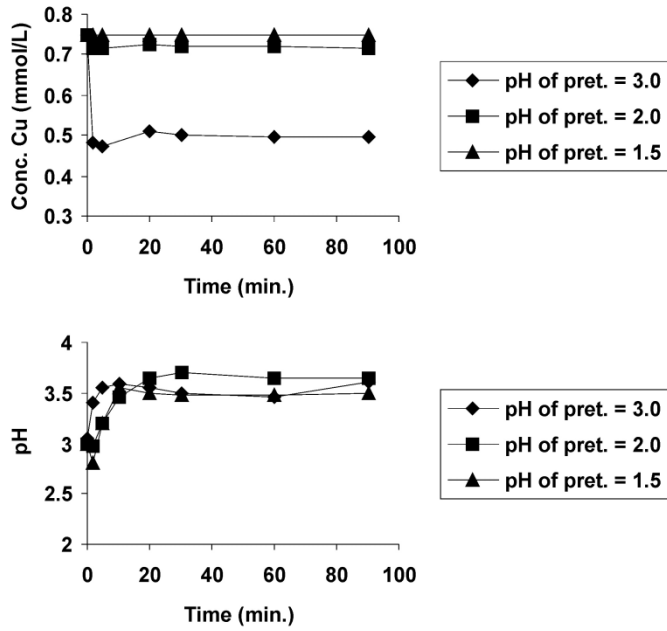 0.8
0.7
0.6
0.5
0.4
0.3
Conc. Cu (mmol/L)
0 20 40 60 80 100
Time (min.)
pH of pret. = 3.0
pH of pret. = 2.0
pH of pret. = 1.5
4
3.5
3
2.5
2
pH
0 20 40 60 80 100
Time (min.)
pH of pret. = 3.0
pH of pret. = 2.0
pH of pret. = 1.5